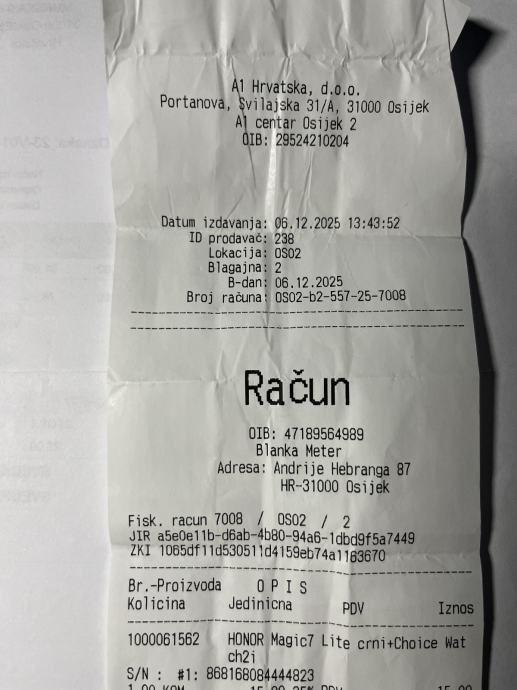 A1 Hrvatska, d.o.o.
Portanova, Svilajska 31/A, 31000 Osijek
A1 centar Osijek 2
OIB: 29524210204
Datum izdavanja: 06.12.2025 13:43:52
ID prodavač: 238
Lokacija: OS02
Blagajna: 2
B-dan: 06.12.2025
Broj računa: OS02-b2-557-25-7008
Račun
OIB: 47189564989
Blanka Meter
Adresa: Andrije Hebranga 87
HR-31000 Osijek
Fisk. racun 7008 / OS02 / 2
JIR a5e0e11b-d6ab-4b80-94a6-1dbd9f5a7449
ZKI 1065df11d530511d4159eb74a1163670
Br.-Proizvoda O P I S
Kolicina Jedinicna PDV Iznos
1000061562 HONOR Magic7 Lite crni+Choice Wat
ch2i
S/N : #1: 868168084444823